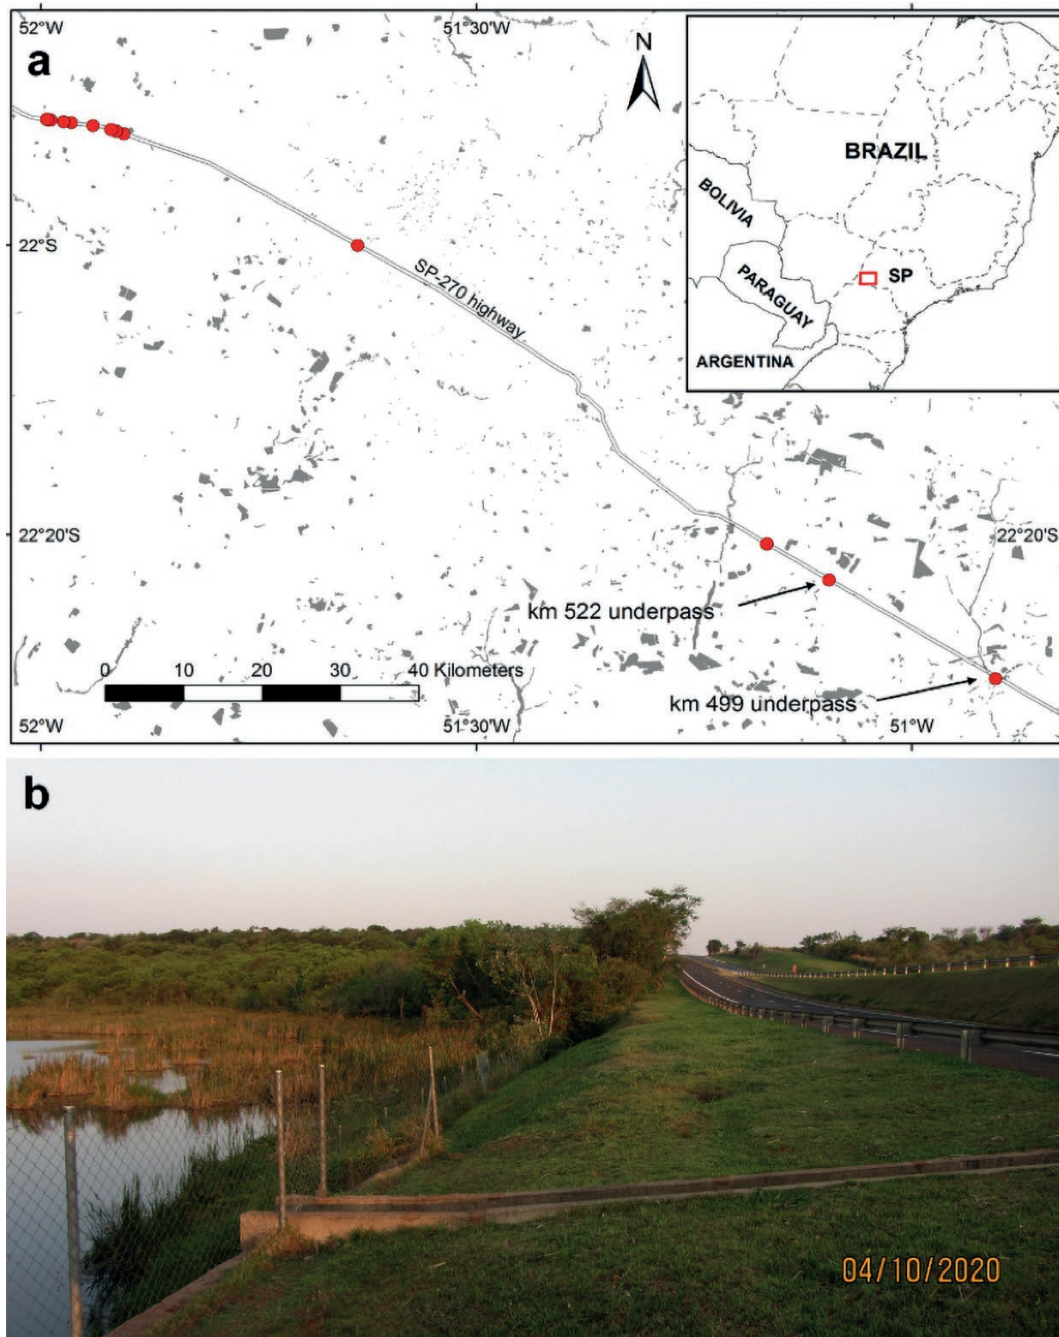 52°W
51°30'W
a
N
BRAZIL
BOLIVIA
PARAGUAY
SP
ARGENTINA
22°S
SP-270 highway
22°20'S
22°20'S
km 522 underpass
0 10 20 30 40 Kilometers
km 499 underpass
52°W
51°30'W
51°W
b
04/10/2020